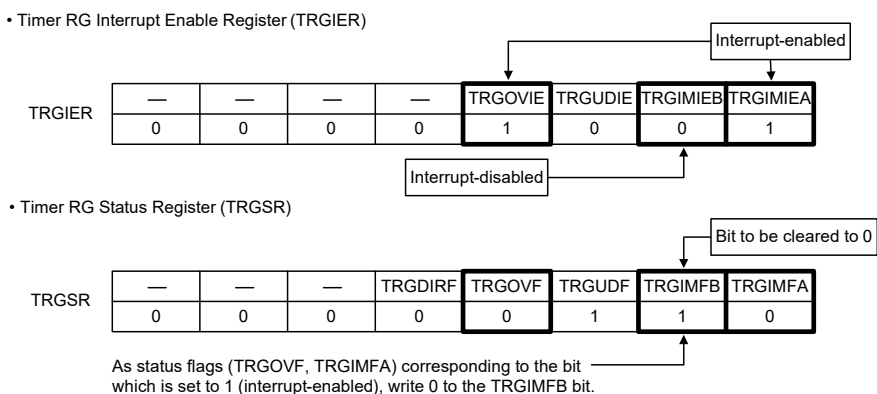 • Timer RG Interrupt Enable Register (TRGIER)
Interrupt-enabled
TRGIER
— — — — TRGOVIE TRGUDIE TRGIMIEB TRGIMIEA
0 0 0 0 1 0 0 1
Interrupt-disabled
• Timer RG Status Register (TRGSR)
Bit to be cleared to 0
TRGSR
— — — TRGDIRF TRGOVF TRGUDF TRGIMFB TRGIMFA
0 0 0 0 0 1 1 0
As status flags (TRGOVF, TRGIMFA) corresponding to the bit
which is set to 1 (interrupt-enabled), write 0 to the TRGIMFB bit.